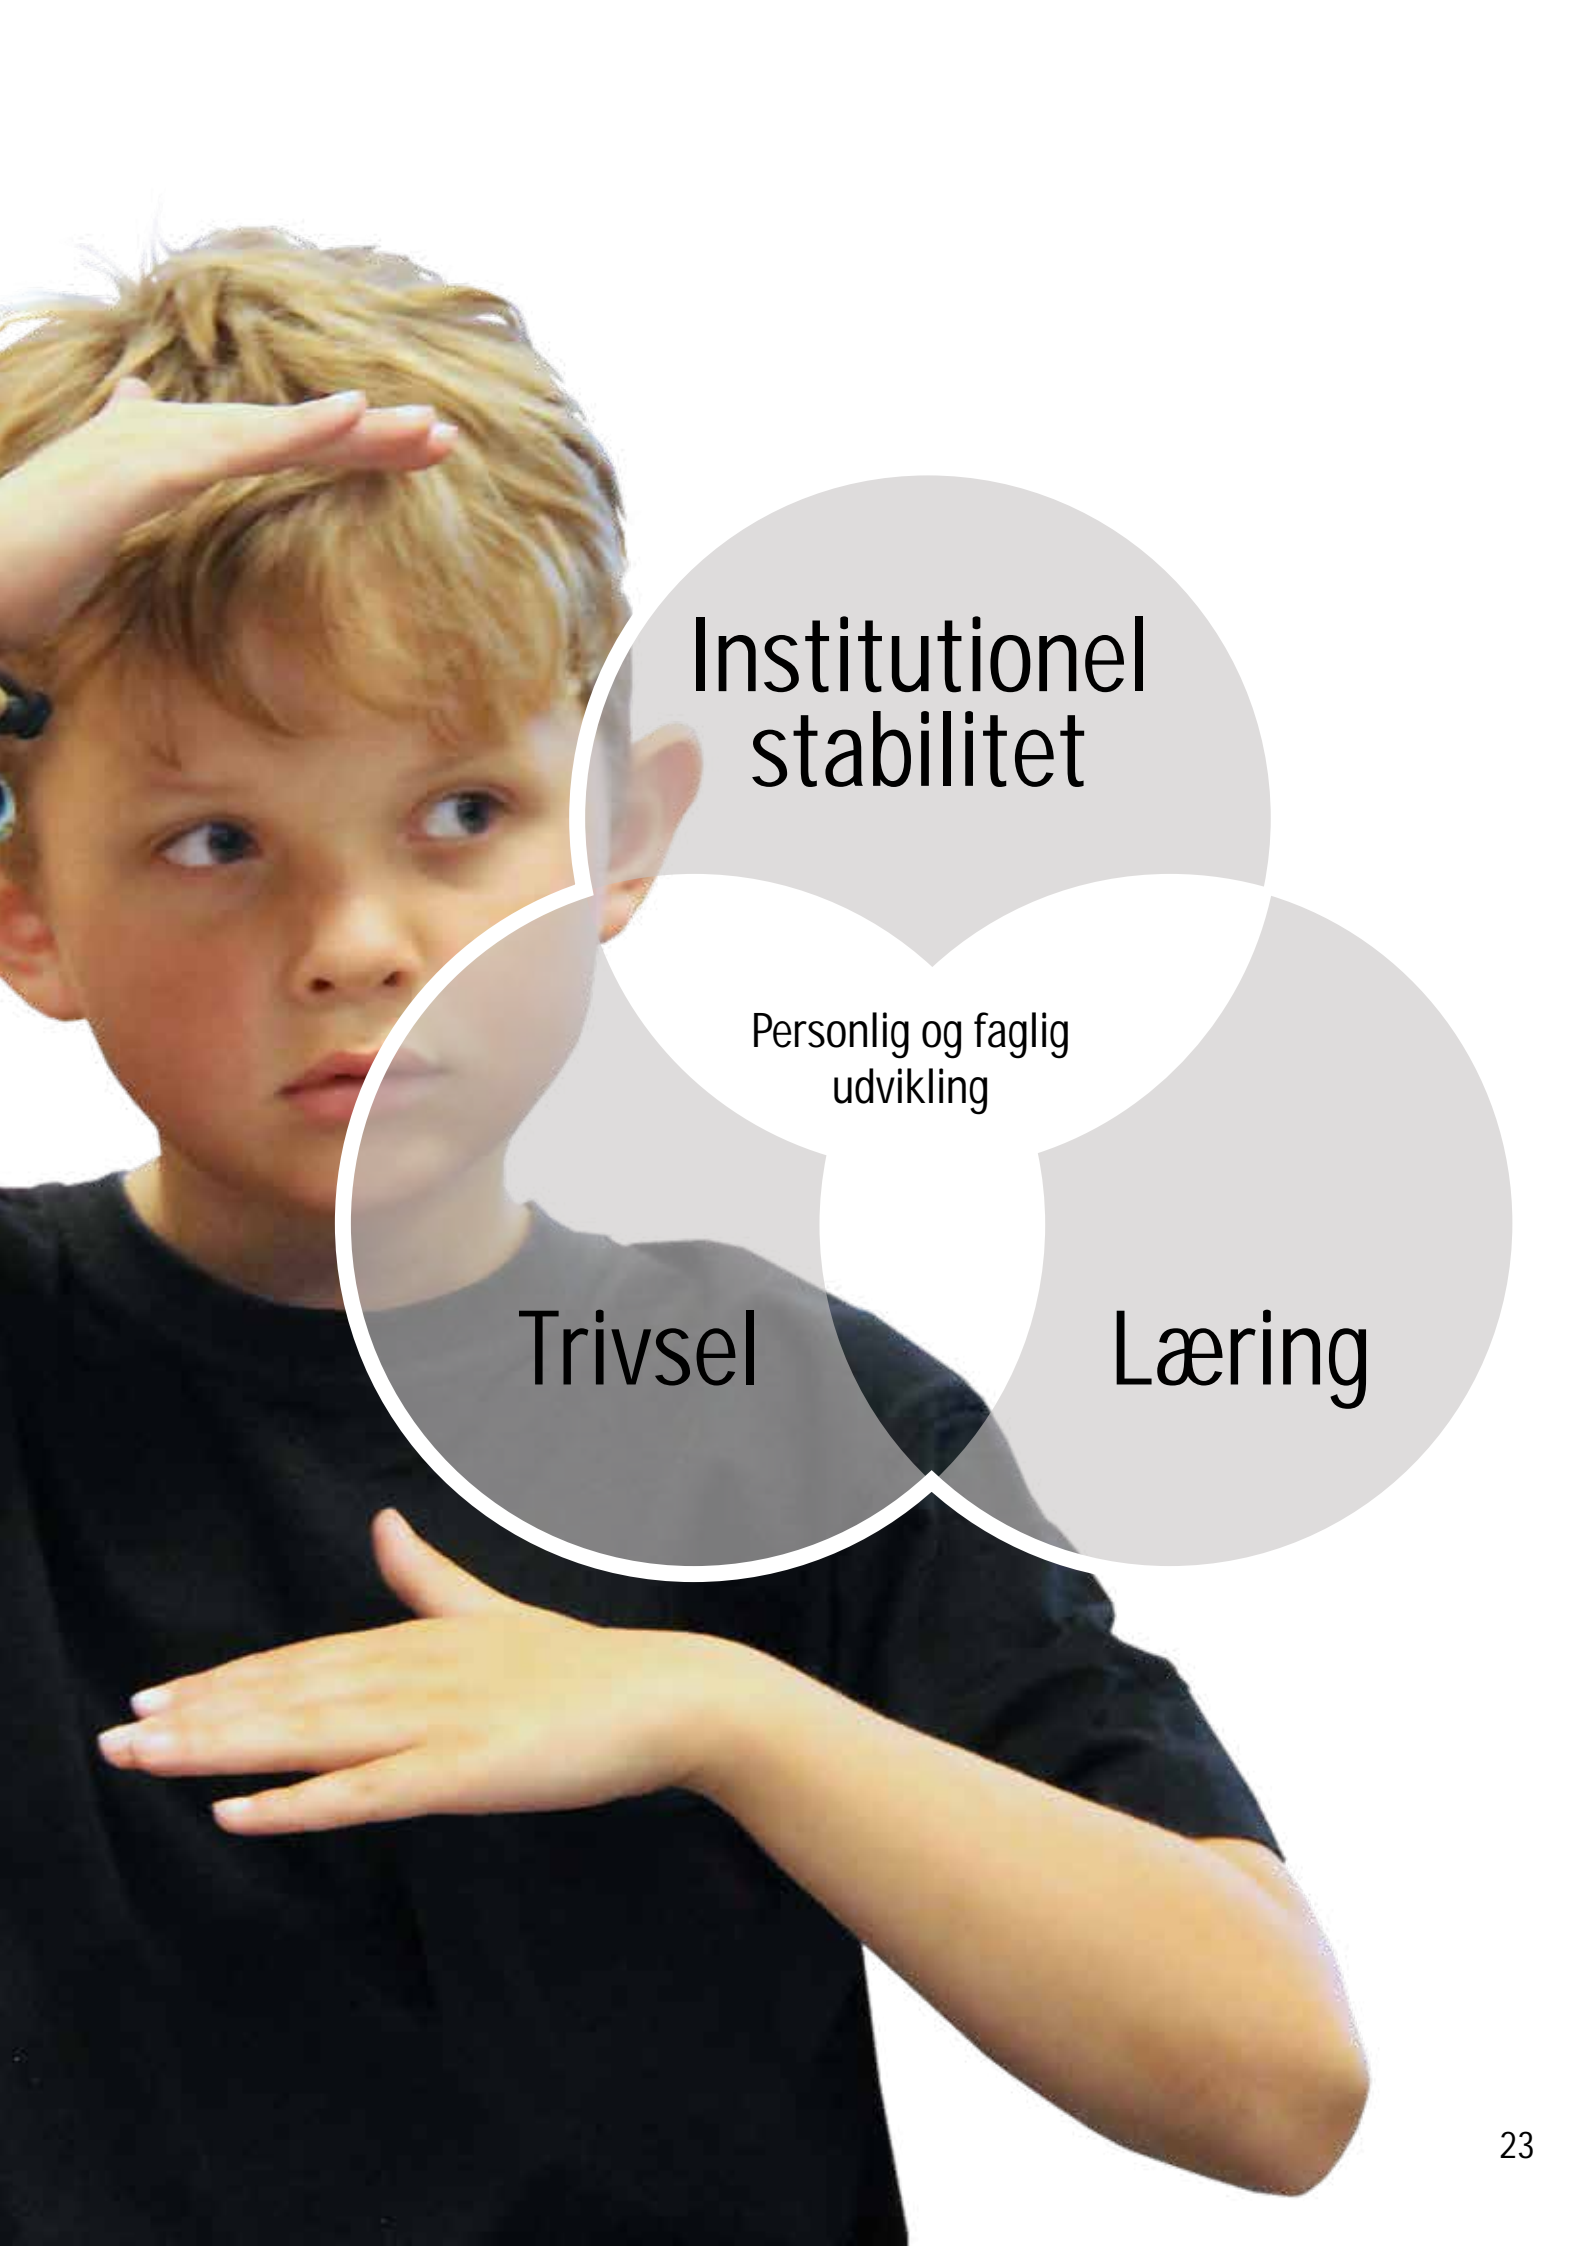 Institutionel
stabilitet
Personlig og faglig
udvikling
Trivsel
Læring
23